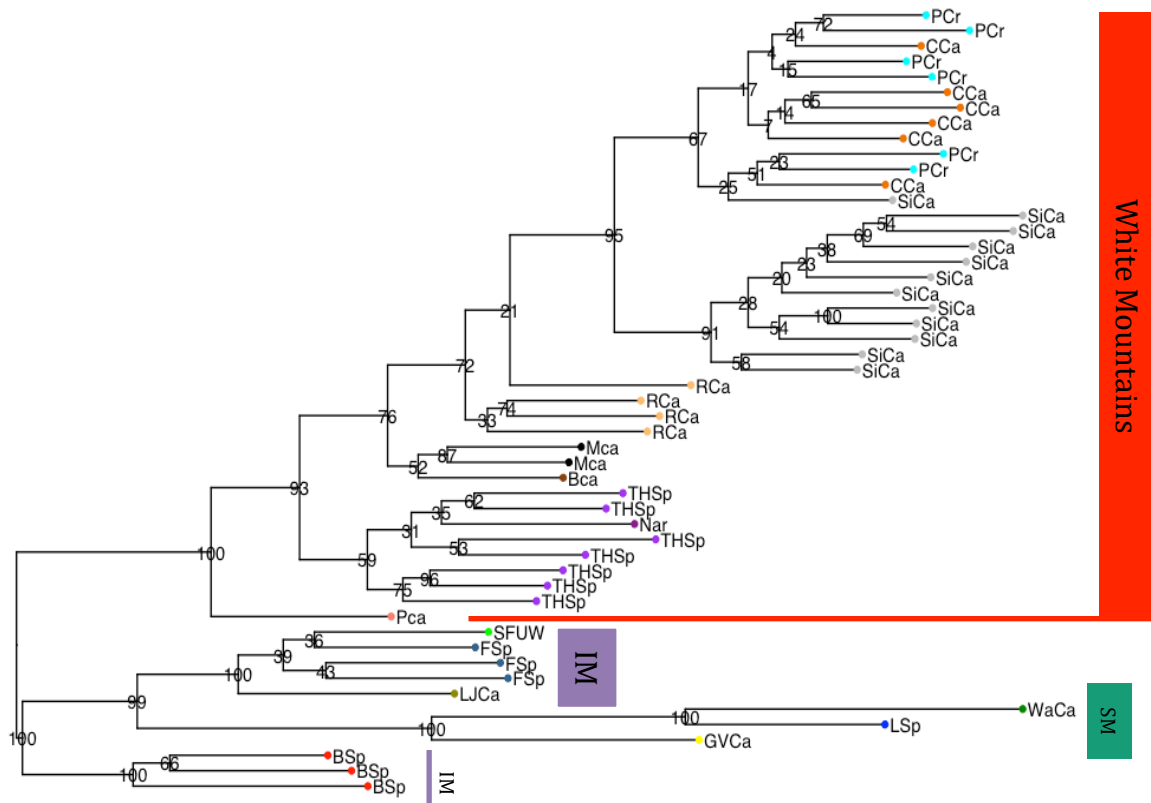 72 PCr
PCr
24
CCa
4
PCr
15
PCr
17
CCa
65
CCa
14
CCa
7
CCa
67
PCr
23
PCr
51
CCa
25
SiCa
SiCa
54
SiCa
69
SiCa
38
SiCa
23
SiCa
20
SiCa
28
SiCa
100
SiCa
54
SiCa
91
SiCa
58
SiCa
95
21
RCa
72
RCa
74
RCa
33
RCa
76
Mca
87
Mca
52
Bca
93
THSp
62
THSp
35
Nar
31
THSp
53
THSp
59
THSp
96
THSp
75
THSp
100
Pca
White Mountains
SFUW
36
FSp
39
FSp
43
FSp
100
LJCa
IM
99
WaCa
100
LSp
100
GVCa
SM
100
BSp
66
BSp
100
BSp
IM